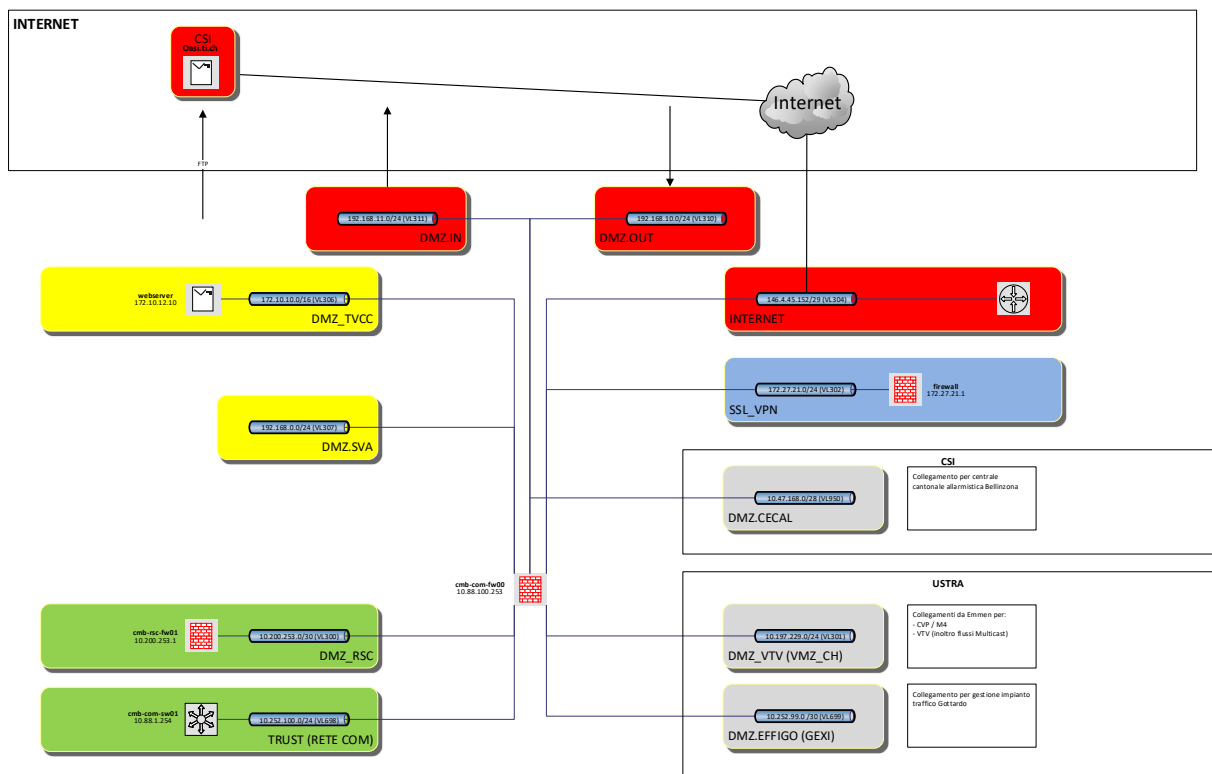 INTERNET
CSI
Oasi.ti.ch
Internet
FTP
192.168.11.0/24 (VL311)
DMZ.IN
192.168.10.0/24 (VL310)
DMZ.OUT
webserver
172.10.12.10
172.10.10.0/16 (VL306)
DMZ_TVCC
146.4.45.152/29 (VL304)
INTERNET
172.27.21.0/24 (VL302)
firewall
172.27.21.1
SSL_VPN
192.168.0.0/24 (VL307)
DMZ.SVA
CSI
10.47.168.0/28 (VL950)
DMZ.CECAL
Collegamento per centrale
cantonale allarmistica Bellinzona
cmb-com-fw00
10.88.100.253
USTRA
cmb-rsc-fw01
10.200.253.1
10.200.253.0/30 (VL300)
DMZ_RSC
10.197.229.0/24 (VL301)
DMZ_VTV (VMZ_CH)
Collegamenti da Emmen per:
- CVP / M4
- VTV (inoltro flussi Multicast)
cmb-com-sw01
10.88.1.254
10.252.100.0/24 (VL698)
TRUST (RETE COM)
10.252.99.0 /30 (VL699)
DMZ.EFFIGO (GEXI)
Collegamento per gestione impianto
traffico Gottardo